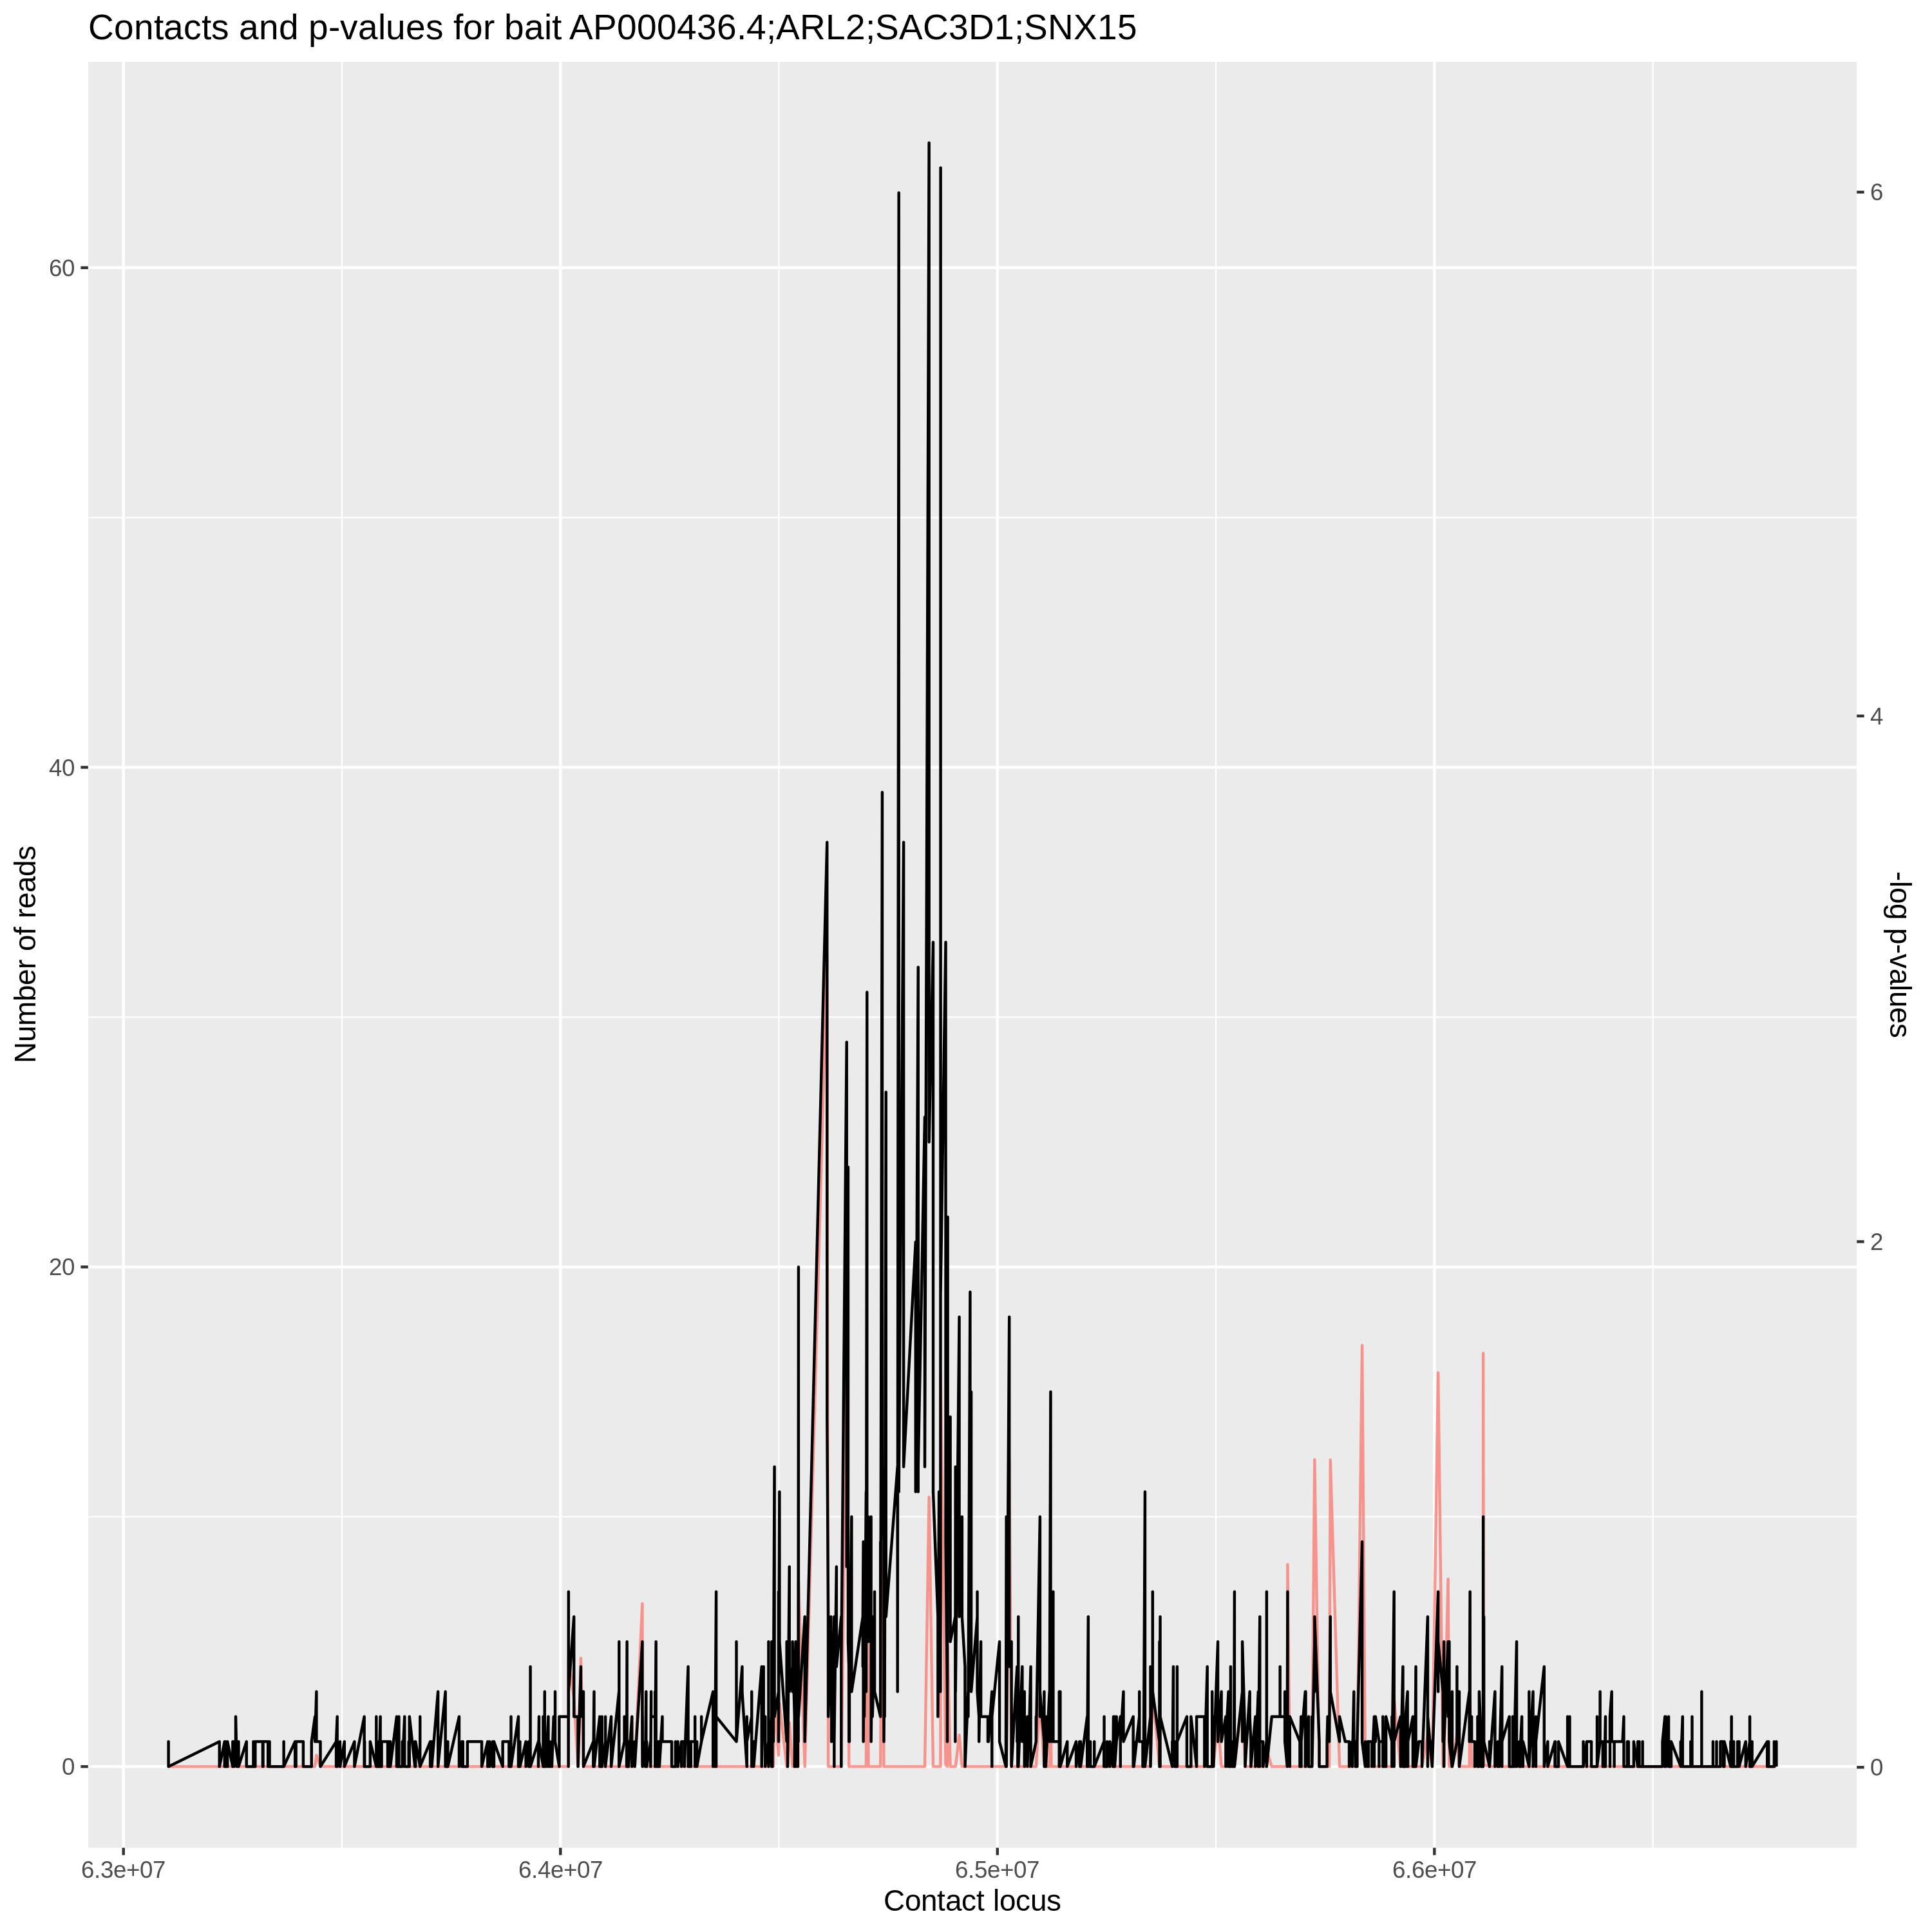 Contacts and p-values for bait AP000436.4;ARL2;SAC3D1;SNX15
Number of reads
60
40
20
0
6
4
2
0
-log p-values
6.3e+07 6.4e+07 6.5e+07 6.6e+07
Contact locus